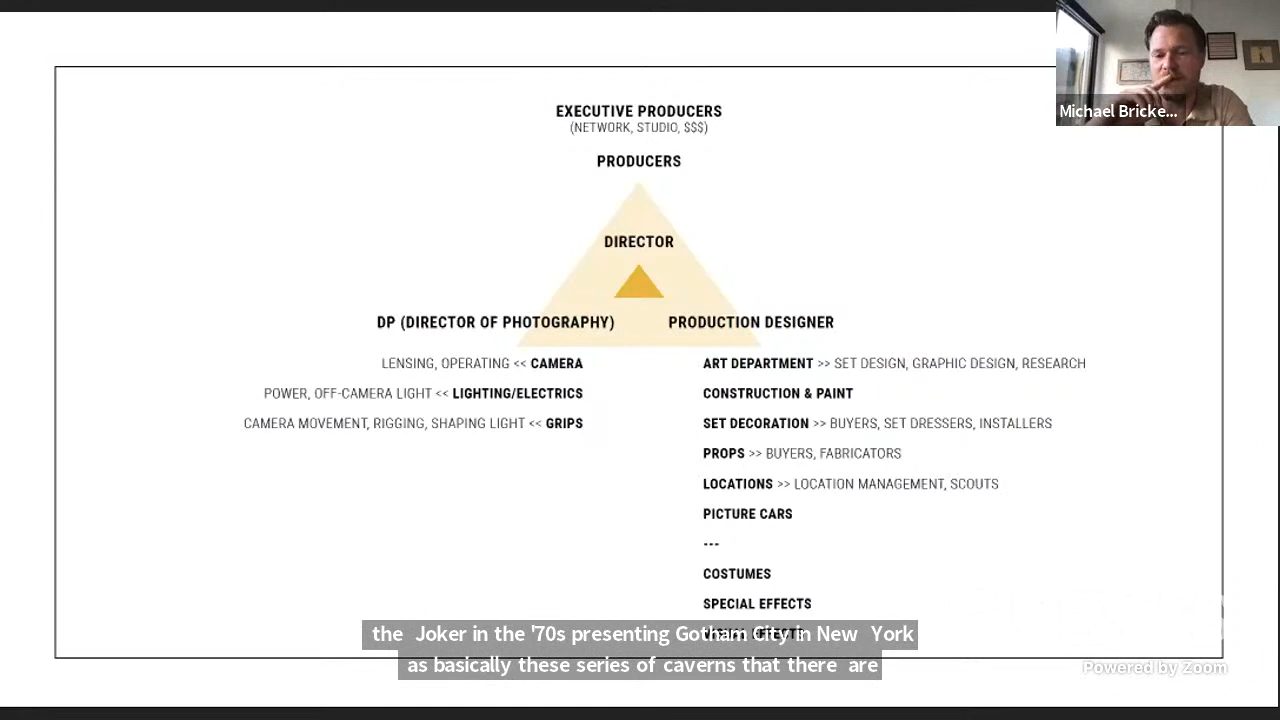 EXECUTIVE PRODUCERS
(NETWORK, STUDIO, $$$)
PRODUCERS
DIRECTOR
DP (DIRECTOR OF PHOTOGRAPHY)
PRODUCTION DESIGNER
LENSING, OPERATING << CAMERA
POWER, OFF-CAMERA LIGHT << LIGHTING/ELECTRICS
CAMERA MOVEMENT, RIGGING, SHAPING LIGHT << GRIPS
ART DEPARTMENT >> SET DESIGN, GRAPHIC DESIGN, RESEARCH
CONSTRUCTION & PAINT
SET DECORATION >> BUYERS, SET DRESSERS, INSTALLERS
PROPS >> BUYERS, FABRICATORS
LOCATIONS >> LOCATION MANAGEMENT, SCOUTS
PICTURE CARS
---
COSTUMES
SPECIAL EFFECTS
Michael Bricke...
the Joker in the '70s presenting Gotham City in New York
as basically these series of caverns that there are
Powered by Zoom